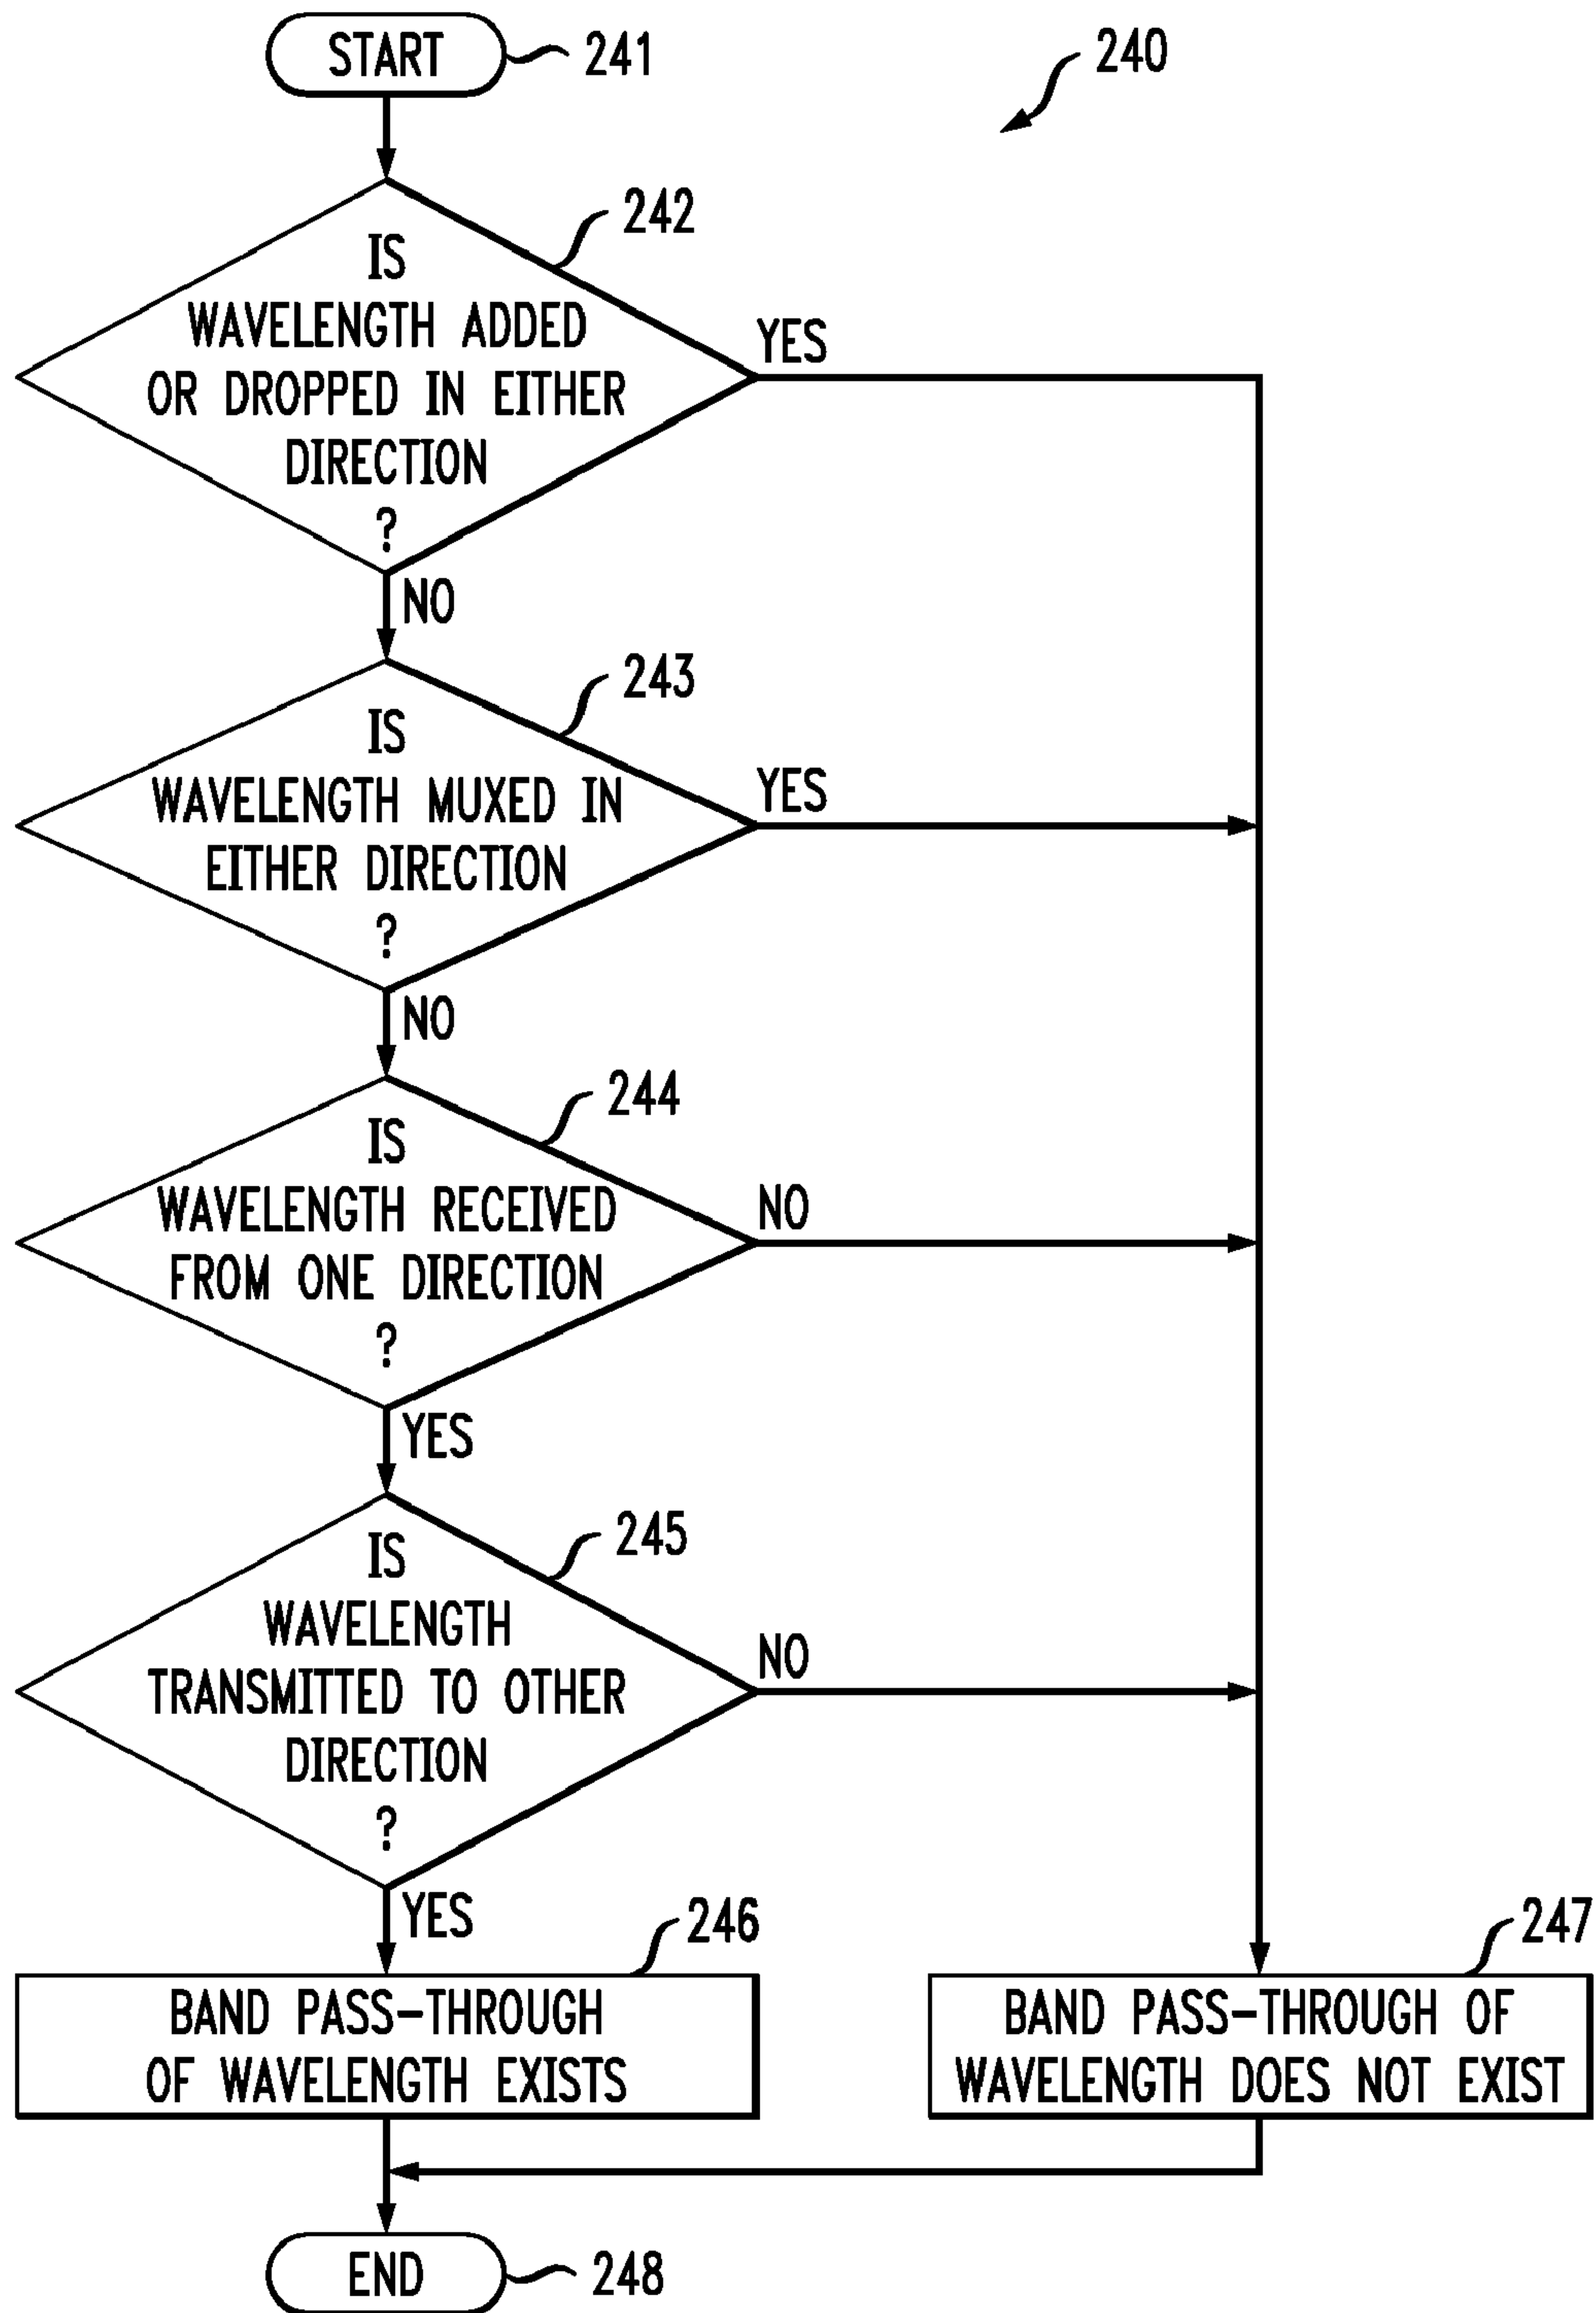 START
241
240
242
IS
WAVELENGTH ADDED
OR DROPPED IN EITHER
DIRECTION
?
YES
NO
243
IS
WAVELENGTH MUXED IN
EITHER DIRECTION
?
YES
NO
244
IS
WAVELENGTH RECEIVED
FROM ONE DIRECTION
?
NO
YES
245
IS
WAVELENGTH
TRANSMITTED TO OTHER
DIRECTION
?
NO
YES
246
BAND PASS-THROUGH
OF WAVELENGTH EXISTS
247
BAND PASS-THROUGH OF
WAVELENGTH DOES NOT EXIST
END
248